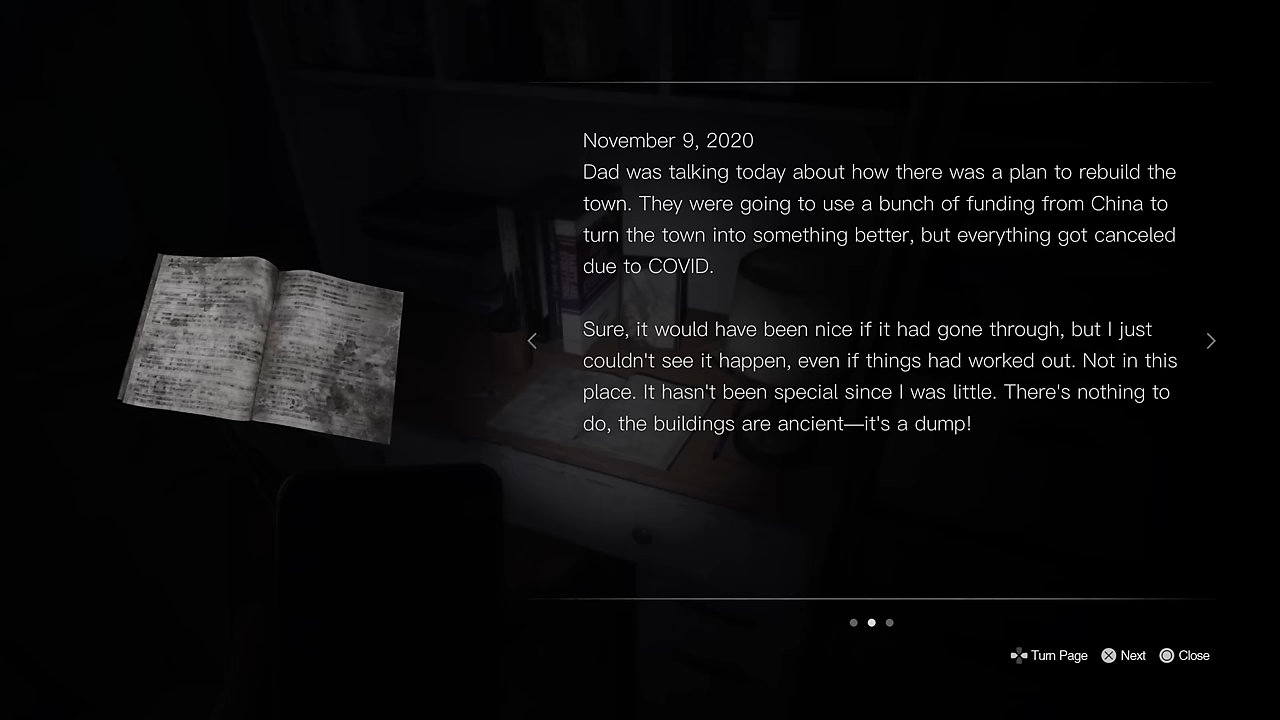 November 9, 2020
Dad was talking today about how there was a plan to rebuild the
town. They were going to use a bunch of funding from China to
turn the town into something better, but everything got canceled
due to COVID.
Sure, it would have been nice if it had gone through, but I just
couldn't see it happen, even if things had worked out. Not in this
place. It hasn't been special since I was little. There's nothing to
do, the buildings are ancient—it's a dump!
Turn Page Next Close